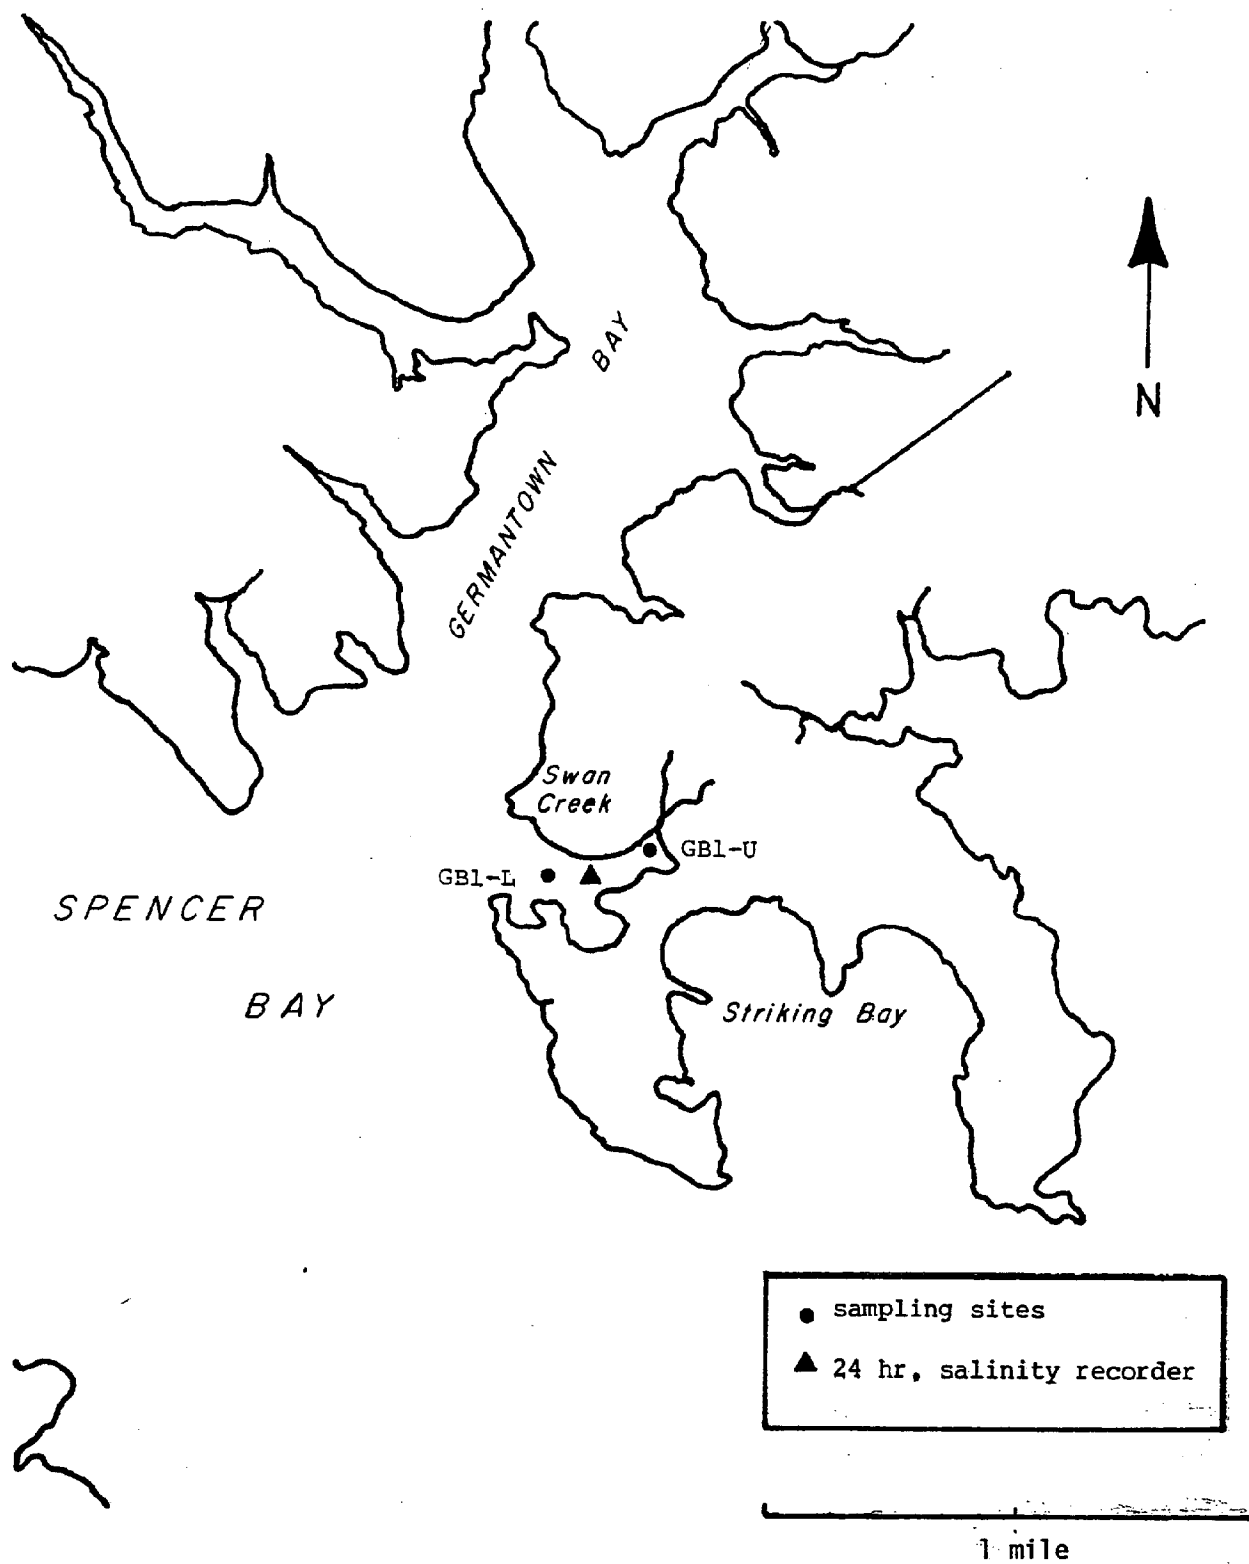 BAY
N
GERMANTOWN
Swan
Creek
GB1-U
GB1-L
SPENCER
BAY
Striking Bay
sampling sites
24 hr, salinity recorder
1 mile